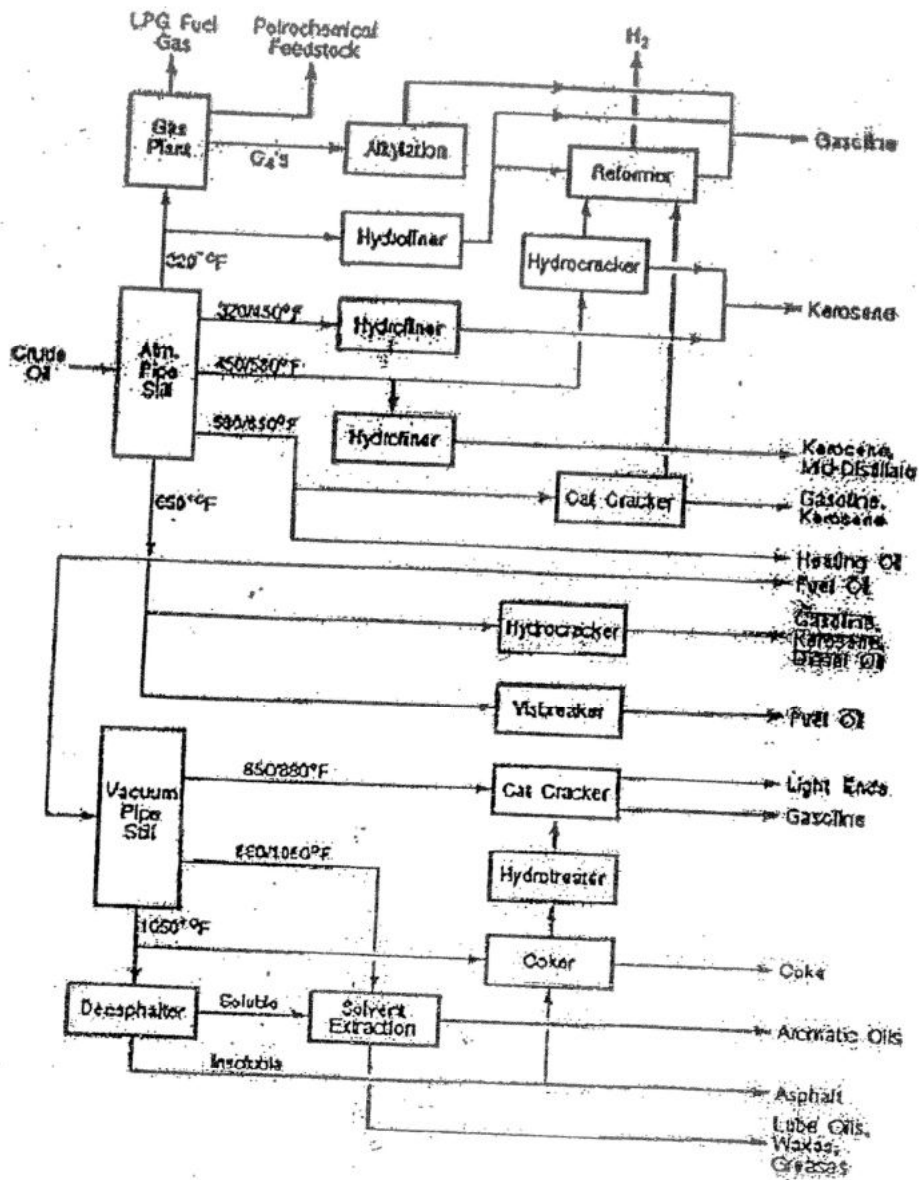 LPG Fuel
Gas
Petrochemical
Feedstock
H2
Gas
Plant
C4's
Alkylation
Reformer
Gasoline
Hydrofiner
320-°F
Hydrocracker
Kerosene
320/450°F
Hydrofiner
Crude
Oil
Atm.
Pipe
Still
450/580°F
580/650°F
Hydrofiner
Kerosene,
Mid-Distillate
Cat Cracker
Gasoline,
Kerosene
650+°F
Heating Oil
Fuel Oil
Hydrocracker
Gasoline,
Kerosene,
Diesel Oil
Visbreaker
Fuel Oil
Vacuum
Pipe
Still
Cat Cracker
Light Ends
Gasoline
Hydrotreater
1050+°F
Coker
Coke
Deasphalter
Soluble
Solvent
Extraction
Aromatic Oils
Insoluble
Asphalt
Lube Oils,
Waxes,
Greases